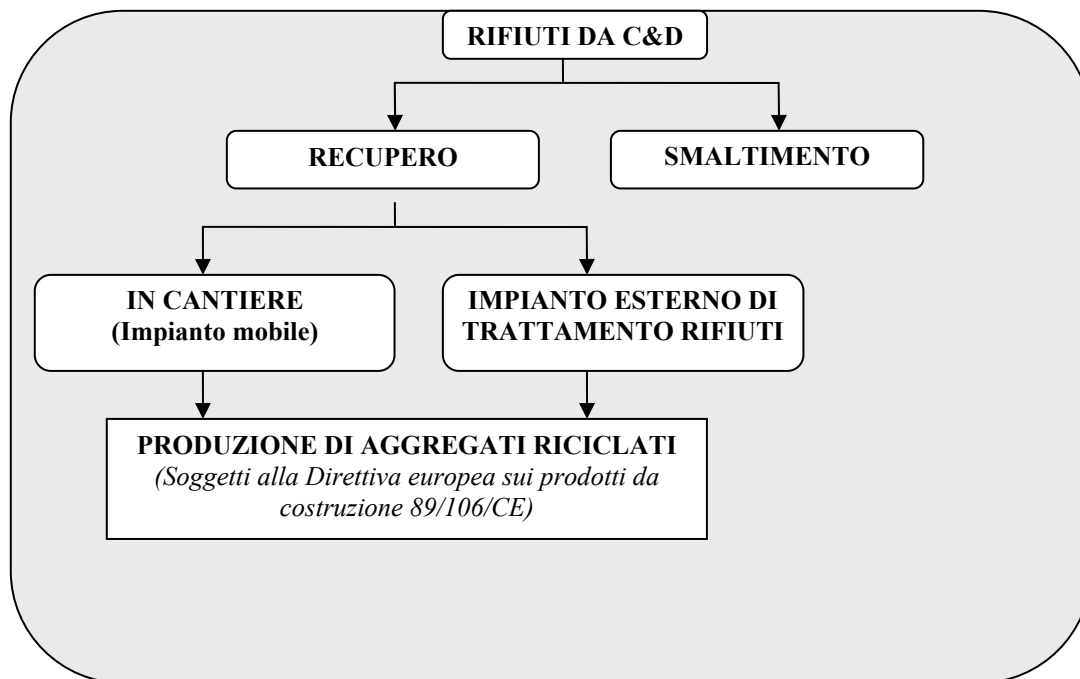 RIFIUTI DA C&D
RECUPERO
SMALTIMENTO
IN CANTIERE
(Impianto mobile)
IMPIANTO ESTERNO DI
TRATTAMENTO RIFIUTI
PRODUZIONE DI AGGREGATI RICICLATI
(Soggetti alla Direttiva europea sui prodotti da
costruzione 89/106/CE)